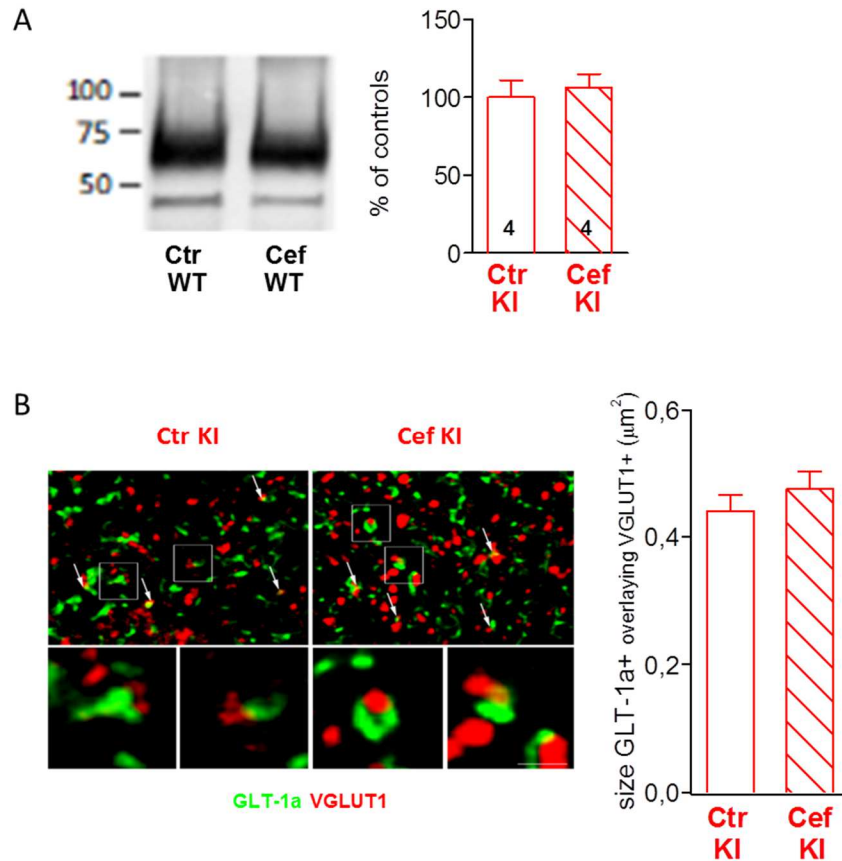 A
100
75
50
Ctr
WT
Cef
WT
% of controls
150
100
50
0
4
4
Ctr
KI
Cef
KI
B
Ctr KI
Cef KI
GLT-1a VGLUT1
size GLT-1a+ overlaying VGLUT1+ (µm²)
0,6
0,4
0,2
0,0
Ctr
KI
Cef
KI